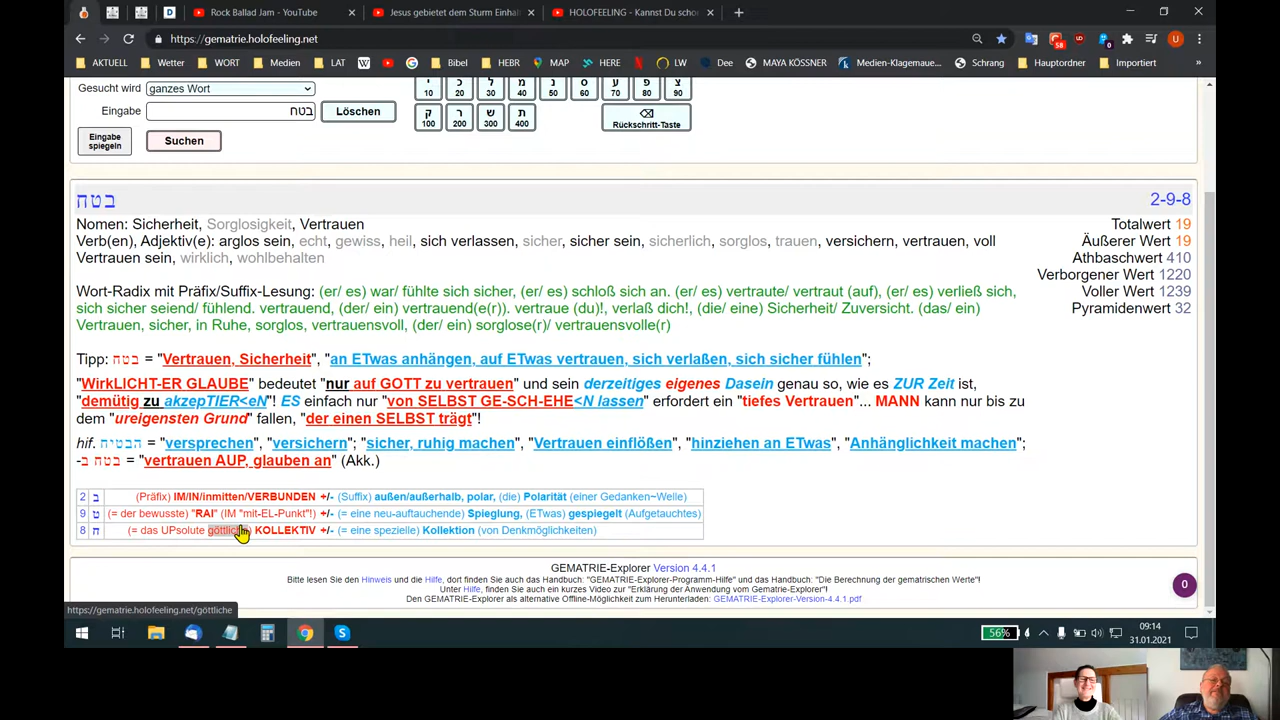 Rock Ballad Jam - YouTube
Jesus gebietet dem Sturm Einhal
HOLOFEELING - Kannst Du scho
https://gematrie.holofeeling.net
AKTUELL Wetter WORT Medien LAT Bibel HEBR MAP HERE LW Dee MAYA KÖSSNER Medien-Klagemaue... Schrang Hauptordner Importiert
Gesucht wird ganzes Wort
Eingabe בטח Löschen
Eingabe spiegeln Suchen
י כ ל מ נ ס ע פ צ
10 20 30 40 50 60 70 80 90
ק ר ש ת
100 200 300 400 Rückschritt-Taste
בטח 2-9-8
Nomen: Sicherheit, Sorglosigkeit, Vertrauen
Verb(en), Adjektiv(e): arglos sein, echt, gewiss, heil, sich verlassen, sicher, sicher sein, sicherlich, sorglos, trauen, versichern, vertrauen, voll
Vertrauen sein, wirklich, wohlbehalten
Totalwert 19
Äußerer Wert 19
Athbaschwert 410
Verborgener Wert 1220
Voller Wert 1239
Pyramidenwert 32
Wort-Radix mit Präfix/Suffix-Lesung: (er/ es) war/ fühlte sich sicher, (er/ es) schloß sich an. (er/ es) vertraute/ vertraut (auf), (er/ es) verließ sich,
sich sicher seiend/ fühlend. vertrauend, (der/ ein) vertrauend(e(r). vertraue (du)!, verlaß dich!, (die/ eine) Sicherheit/ Zuversicht. (das/ ein)
Vertrauen, sicher, in Ruhe, sorglos, vertrauensvoll, (der/ ein) sorglose(r)/ vertrauensvolle(r)
Tipp: בטח = "Vertrauen, Sicherheit", "an ETwas anhängen, auf ETwas vertrauen, sich verlaßen, sich sicher fühlen";
"WirkLICHT-ER GLAUBE" bedeutet "nur auf GOTT zu vertrauen" und sein derzeitiges eigenes Dasein genau so, wie es ZUR Zeit ist,
"demütig zu akzepTIER<eN"! ES einfach nur "von SELBST GE-SCH-EHE<N lassen" erfordert ein "tiefes Vertrauen"... MANN kann nur bis zu
dem "ureigensten Grund" fallen, "der einen SELBST trägt"!
hif. הבטיח = "versprechen", "versichern"; "sicher, ruhig machen", "Vertrauen einflößen", "hinziehen an ETwas", "Anhänglichkeit machen";
-בטח ב = "vertrauen AUP, glauben an" (Akk.)
2 ב (Präfix) IM/IN/inmitten/VERBUNDEN +/- (Suffix) außen/außerhalb, polar, (die) Polarität (einer Gedanken~Welle)
9 ט (= der bewusste) "RAI" (IM "mit-EL-Punkt"!) +/- (= eine neu-auftauchende) Spieglung, (ETwas) gespiegelt (Aufgetauchtes)
8 ח (= das UPsolute göttliche) KOLLEKTIV +/- (= eine spezielle) Kollektion (von Denkmöglichkeiten)
GEMATRIE-Explorer Version 4.4.1
Bitte lesen Sie den Hinweis und die Hilfe, dort finden Sie auch das Handbuch: "GEMATRIE-Explorer-Programm-Hilfe" und das Handbuch: "Die Berechnung der gematrischen Werte"!
Unter Hilfe, finden Sie auch ein kurzes Video zur "Erklärung der Anwendung vom Gematrie-Explorer"!
Den GEMATRIE-Explorer als alternative Offline-Möglichkeit zum Herunterladen: GEMATRIE-Explorer-Version-4.4.1.pdf
0
https://gematrie.holofeeling.net/göttliche
56%
09:14
31.01.2021